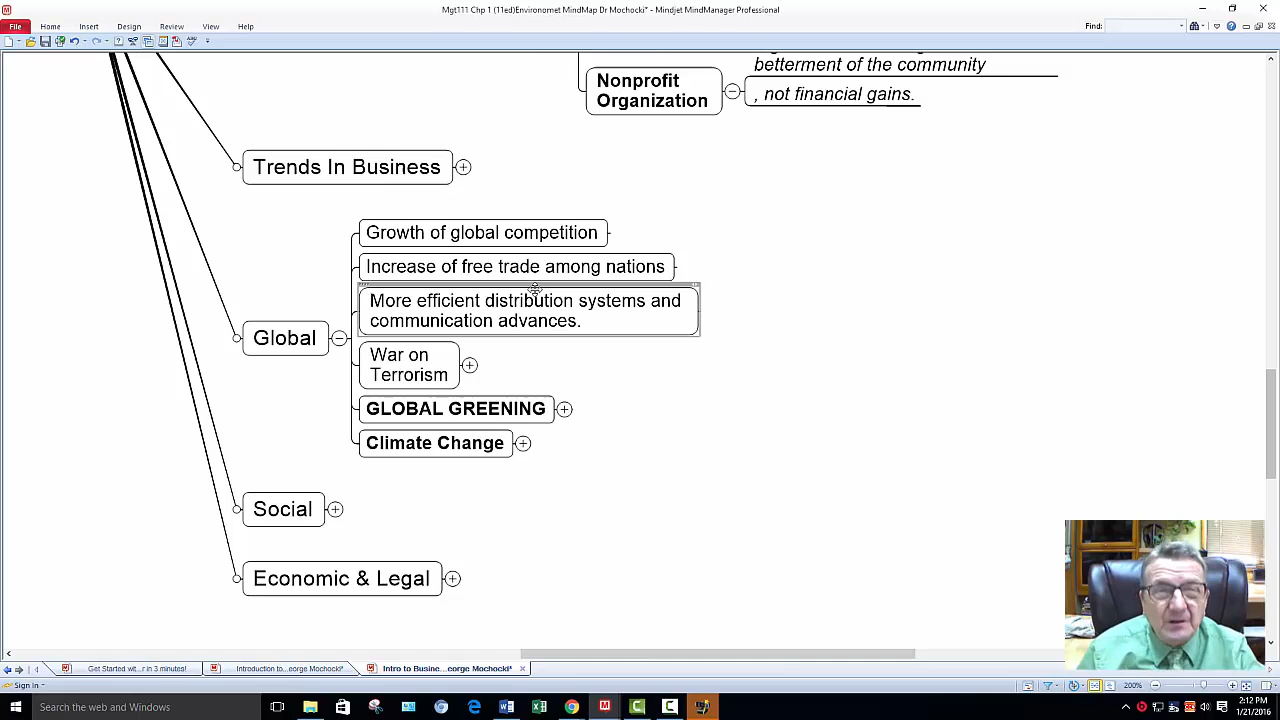 Mgt111 Chp 1 (11ed)Environomet MindMap Dr Mochocki* - Mindjet MindManager Professional
File Home Insert Design Review View Help Find:
betterment of the community
, not financial gains.
Nonprofit
Organization
Trends In Business
Growth of global competition
Increase of free trade among nations
More efficient distribution systems and
communication advances.
Global
War on
Terrorism
GLOBAL GREENING
Climate Change
Social
Economic & Legal
Get Started wit...r in 3 minutes! Introduction to...eorge Mochocki* Intro to Busine...eorge Mochocki*
Sign In 200%
Search the web and Windows
2:12 PM
1/21/2016